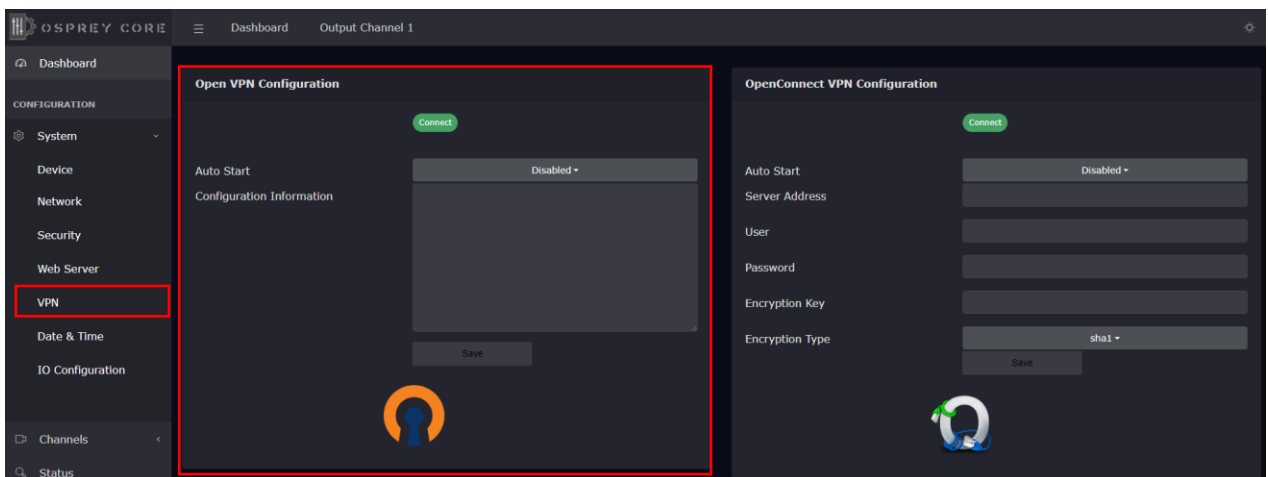 OSPREY CORE
Dashboard
Output Channel 1
Dashboard
CONFIGURATION
System
Device
Network
Security
Web Server
VPN
Date & Time
IO Configuration
Channels
Status
Open VPN Configuration
Connect
Auto Start
Disabled
Configuration Information
Save
OpenConnect VPN Configuration
Connect
Auto Start
Disabled
Server Address
User
Password
Encryption Key
Encryption Type
sha1
Save